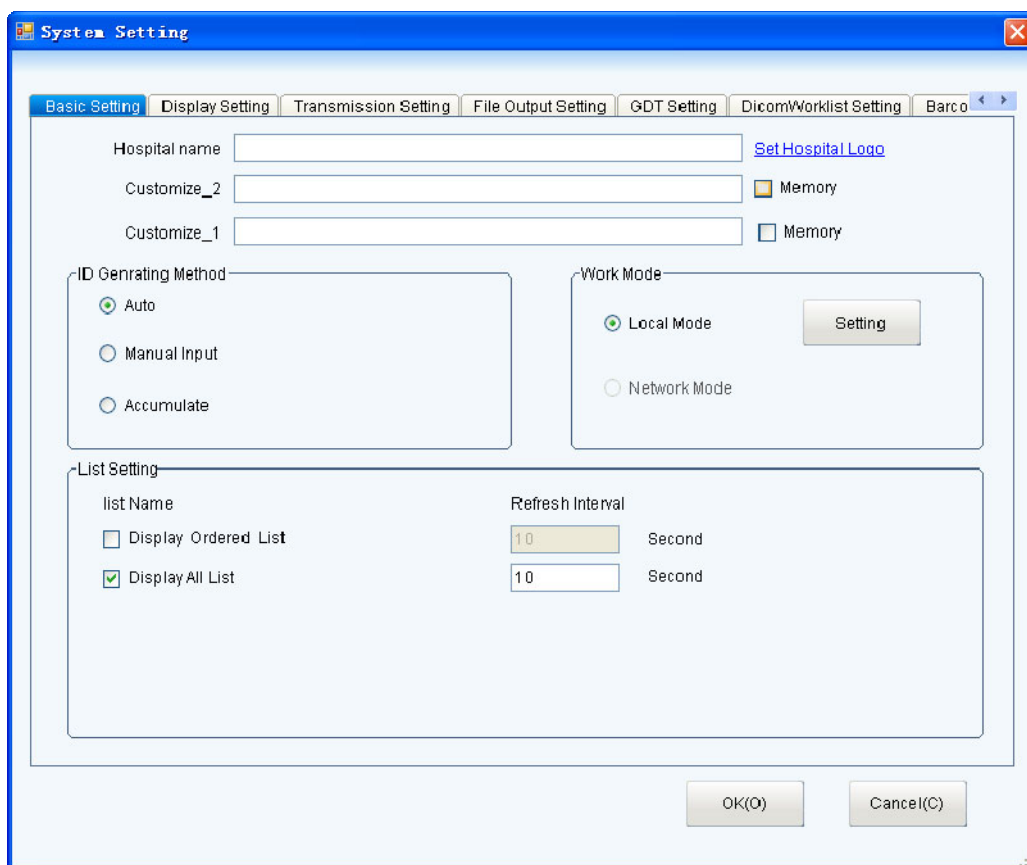 System Setting
Basic Setting Display Setting Transmission Setting File Output Setting GDT Setting DicomWorklist Setting Barco
Hospital name Set Hospital Logo
Customize_2 Memory
Customize_1 Memory
ID Genrating Method Work Mode
Auto
Local Mode Setting
Manual Input
Network Mode
Accumulate
List Setting
list Name Refresh Interval
Display Ordered List 10 Second
Display All List 10 Second
OK(O) Cancel(C)